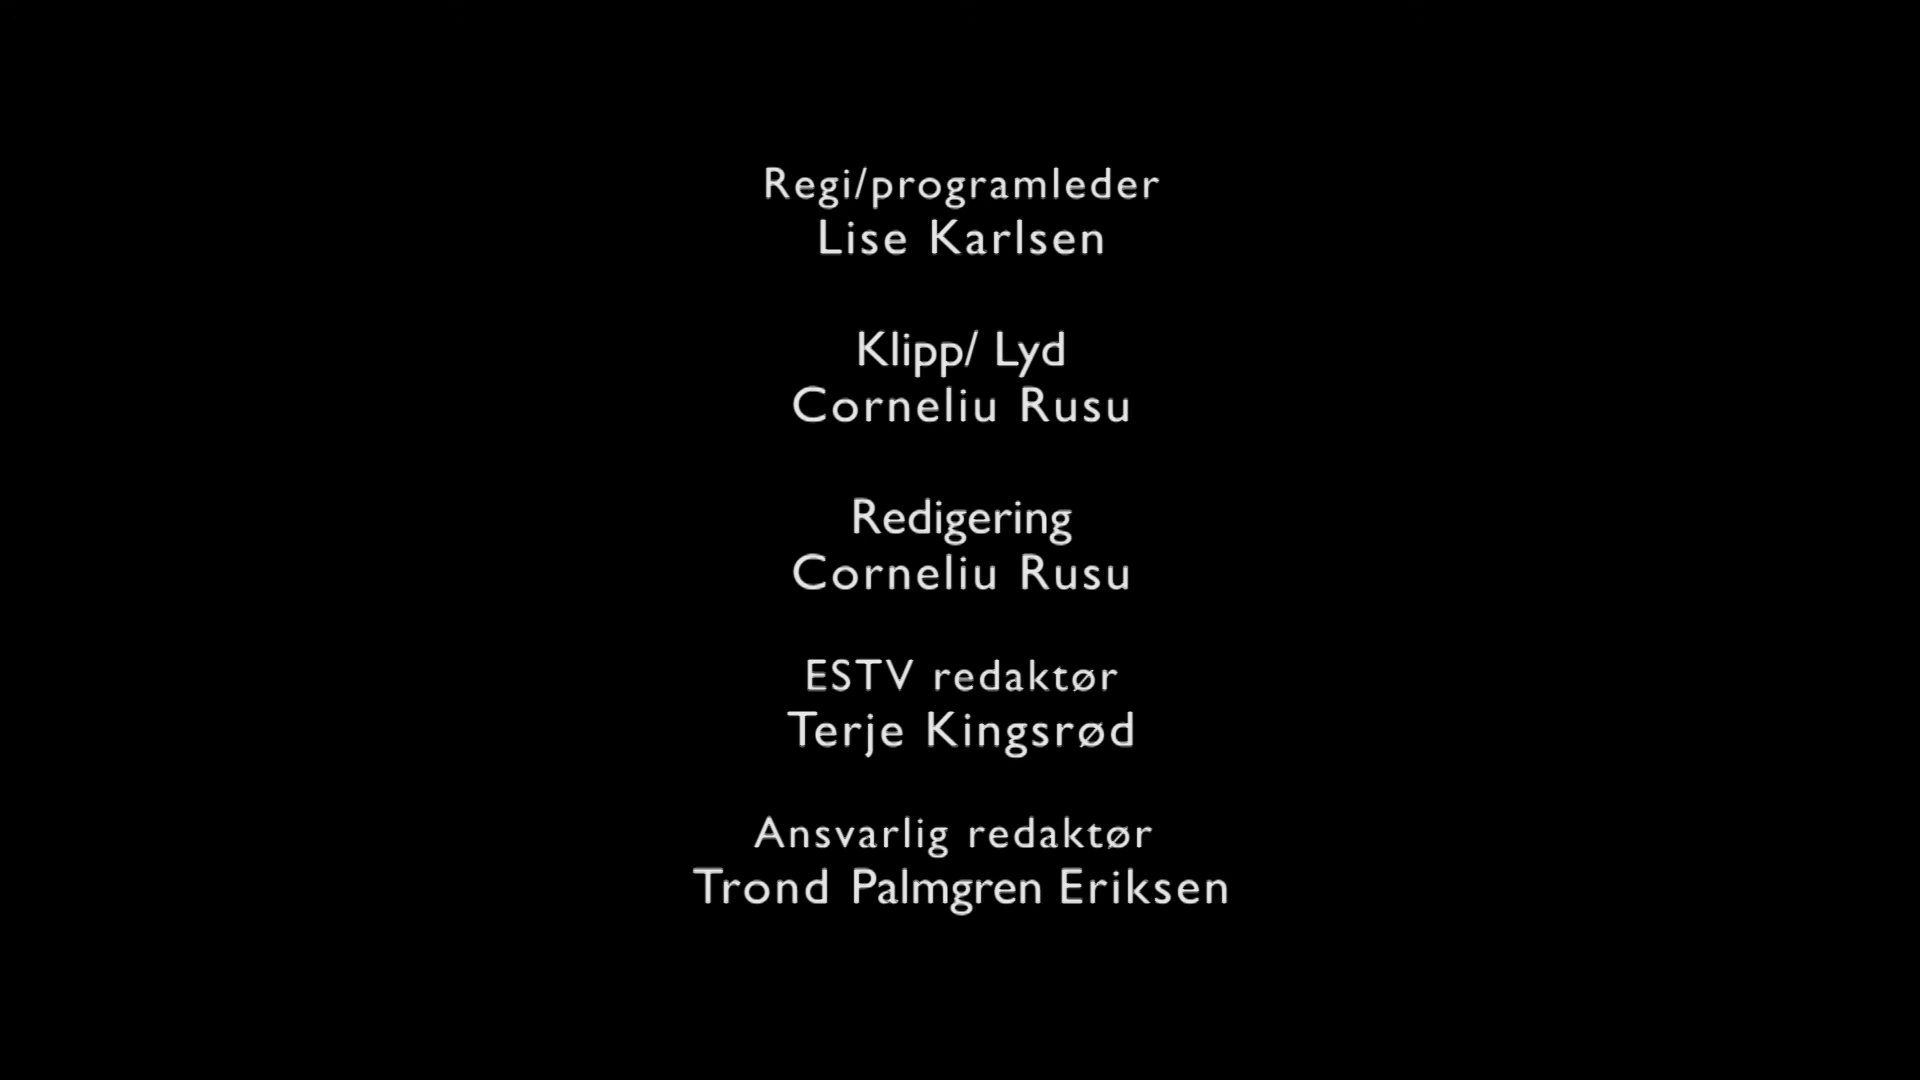 Regi/programleder
Lise Karlsen
Klipp/ Lyd
Corneliu Rusu
Redigering
Corneliu Rusu
ESTV redaktør
Terje Kingsrød
Ansvarlig redaktør
Trond Palmgren Eriksen